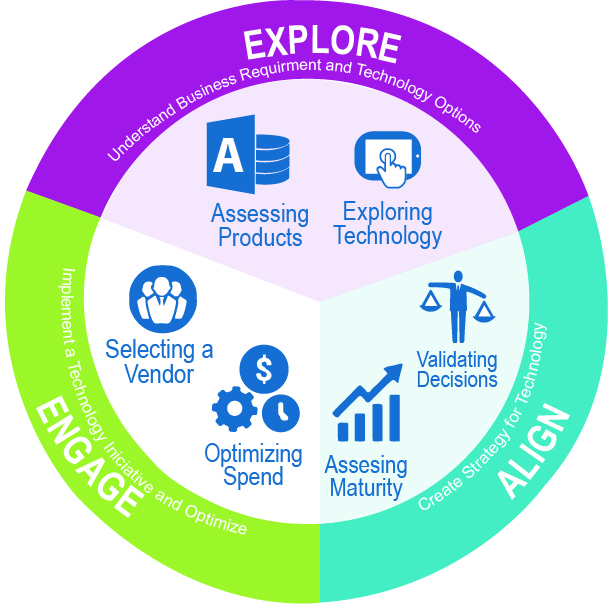 EXPLORE
Understand Business Requirment and Technology Options
A
Assessing
Products
Exploring
Technology
Validating
Decisions
Assesing
Maturity
ALIGN
Create Strategy for Technology
$
Optimizing
Spend
Selecting a
Vendor
ENGAGE
Implement a Technology Iniciative and Optimize